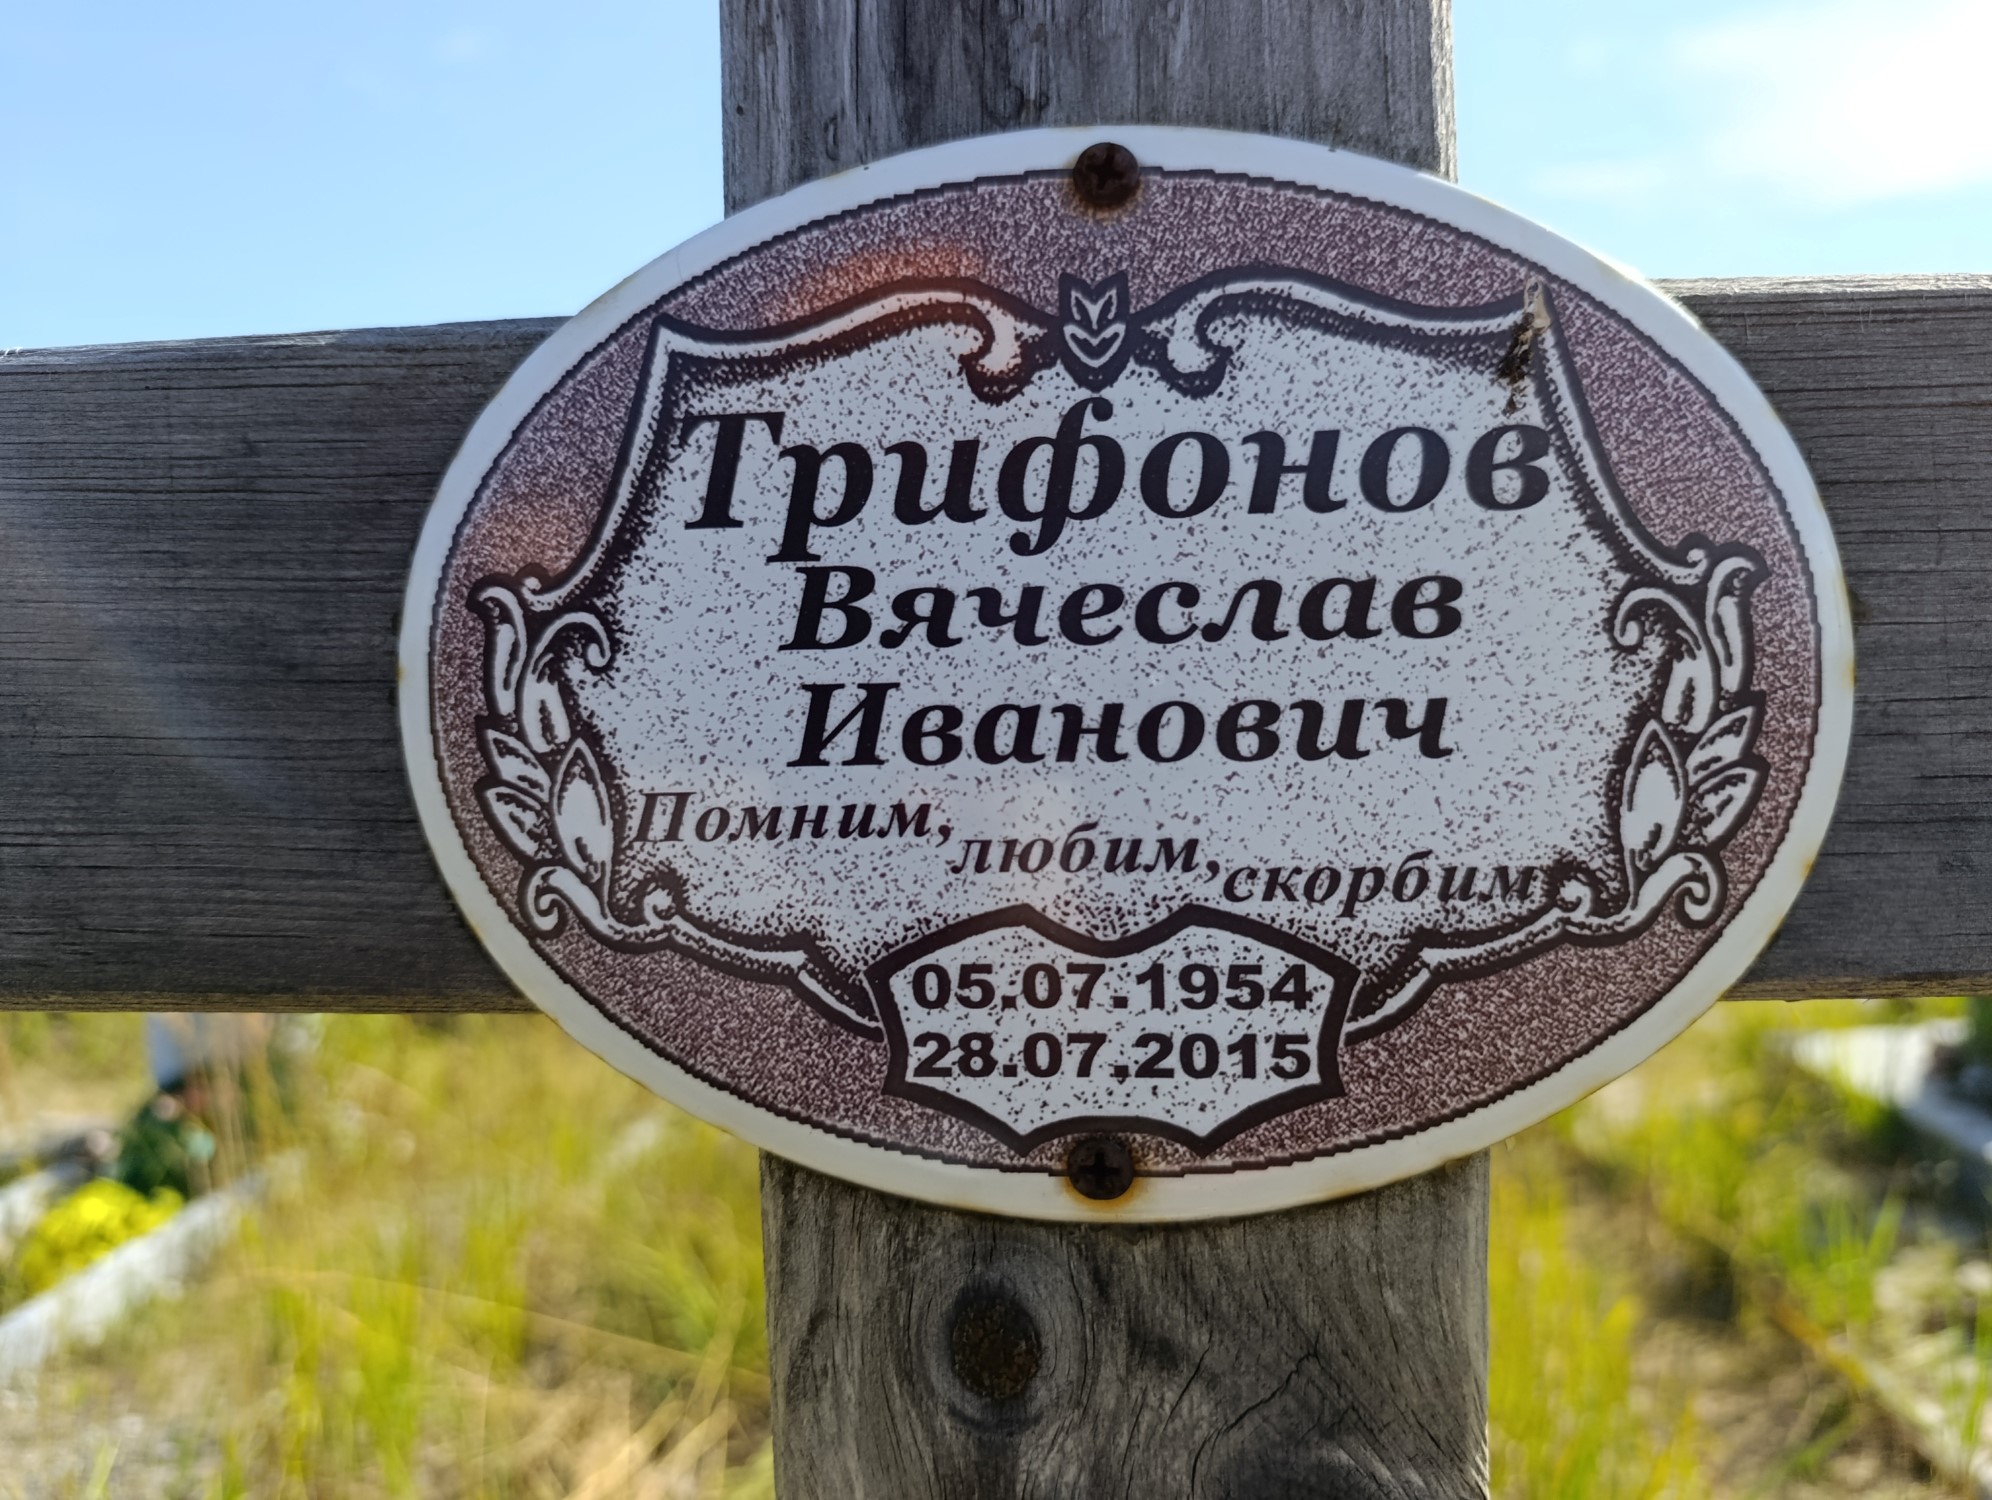 Трифонов
Вячеслав
Иванович
Помним, любим, скорбим
05.07.1954
28.07.2015